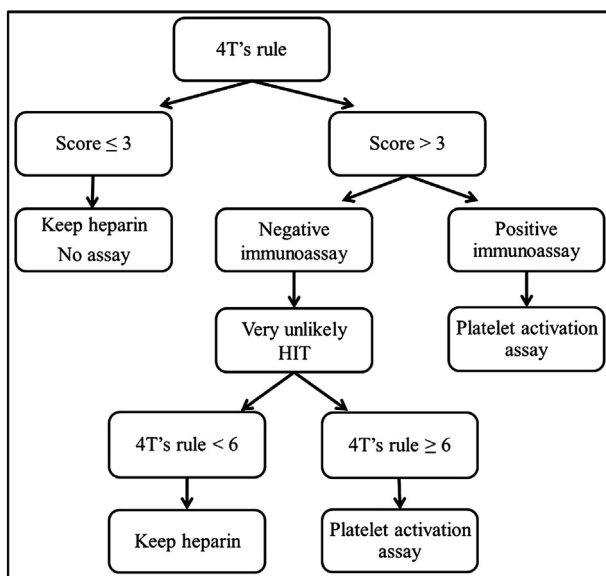 4T’s rule
Score ≤ 3
Score > 3
Keep heparin
No assay
Negative
immunoassay
Positive
immunoassay
Very unlikely
HIT
Platelet activation
assay
4T’s rule < 6
4T’s rule ≥ 6
Keep heparin
Platelet activation
assay